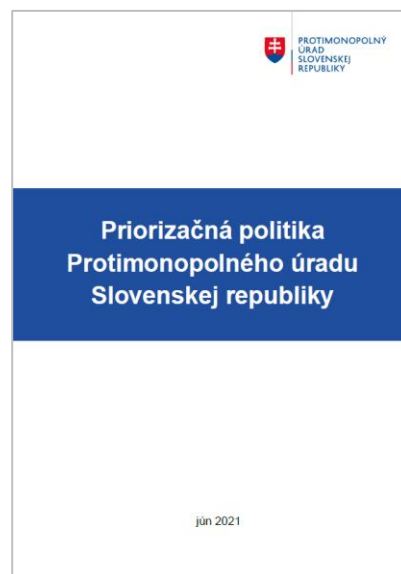 PROTIMONOPOLNÝ
ÚRAD
SLOVENSKEJ
REPUBLIKY
Priorizačná politika
Protimonopolného úradu
Slovenskej republiky
jún 2021